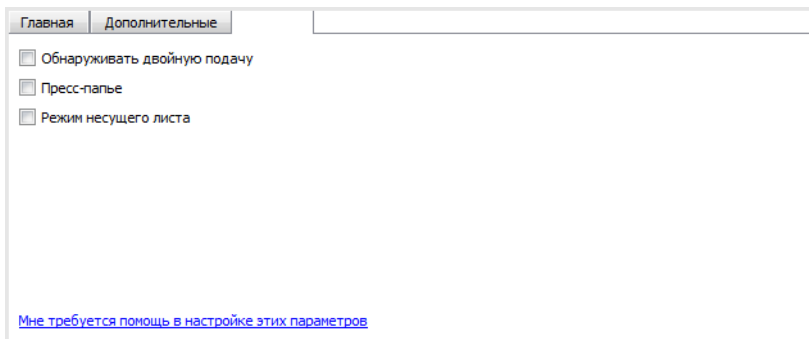 Главная Дополнительные
Обнаруживать двойную подачу
Пресс-папье
Режим несущего листа
Мне требуется помощь в настройке этих параметров